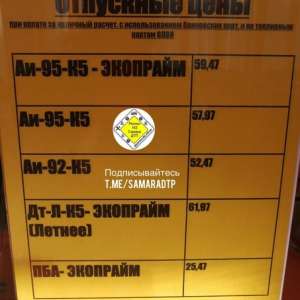 Отпускные цены
при оплате за наличный расчет, с использованием банковских карт, и по топливным
картам
Аи-95-К5 - ЭКОПРАЙМ 59,47
Аи-95-К5 57,97
Аи-92-К5 52,47
Подписывайтесь
T.ME/SAMARADTP
Дт-Л-К5- ЭКОПРАЙМ 61,97
(Летнее)
ПБА- ЭКОПРАЙМ 25,47